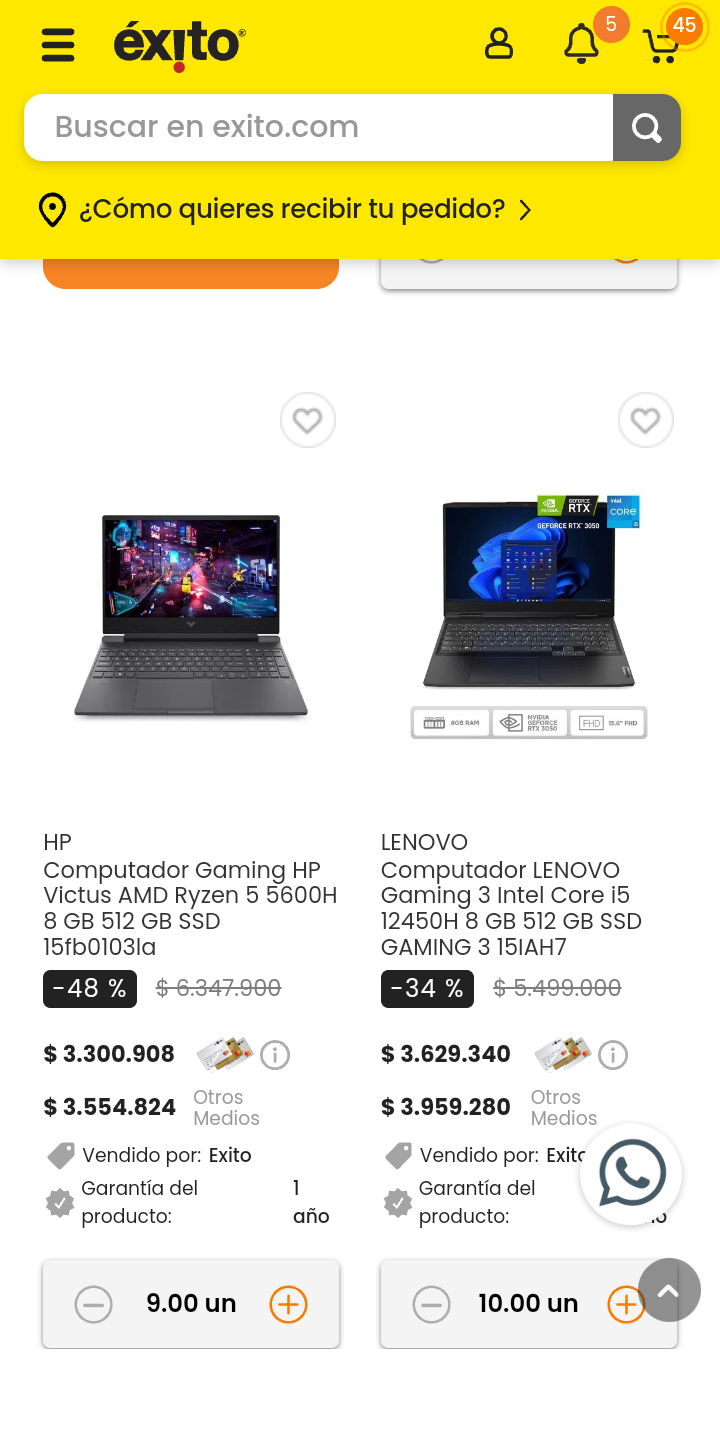 éxito®
5
45
Buscar en exito.com
¿Cómo quieres recibir tu pedido?
NVIDIA GEFORCE RTX
intel CORE i5
GEFORCE RTX™ 3050
8GB RAM
NVIDIA GEFORCE RTX 3050
FHD
15.6" FHD
HP
Computador Gaming HP
Victus AMD Ryzen 5 5600H
8 GB 512 GB SSD
15fb0103la
-48 %
$ 6.347.900
$ 3.300.908
$ 3.554.824
Otros
Medios
Vendido por: Exito
Garantía del
producto:
1
año
9.00 un
LENOVO
Computador LENOVO
Gaming 3 Intel Core i5
12450H 8 GB 512 GB SSD
GAMING 3 15IAH7
-34 %
$ 5.499.000
$ 3.629.340
$ 3.959.280
Otros
Medios
Vendido por: Exito
Garantía del
producto:
10.00 un